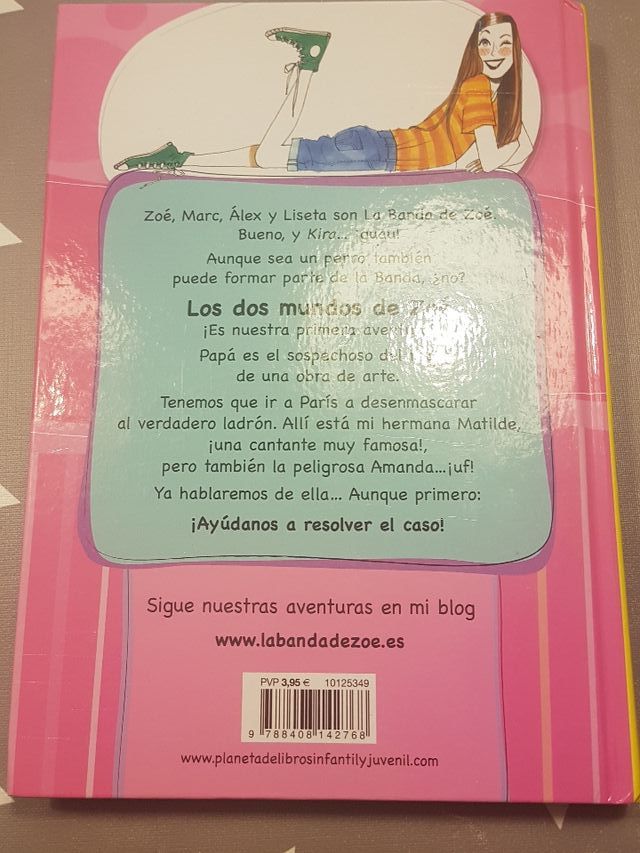 Zoé, Marc, Álex y Liseta son La Banda de Zoé.
Bueno, y Kira... ¡guau!
Aunque sea un perro también
puede formar parte de la Banda, ¿no?
Los dos mundos de Zoé
¡Es nuestra primera
Papá es el sospechoso del
de una obra de arte.
Tenemos que ir a París a desenmascarar
al verdadero ladrón. Allí está mi hermana Matilde,
¡una cantante muy famosa!,
pero también la peligrosa Amanda...¡uf!
Ya hablaremos de ella... Aunque primero:
¡Ayúdanos a resolver el caso!
Sigue nuestras aventuras en mi blog
www.labandadezoe.es
PVP 3,95 € 10125349
9 788408 142768
www.planetadelibrosinfantilyjuvenil.com